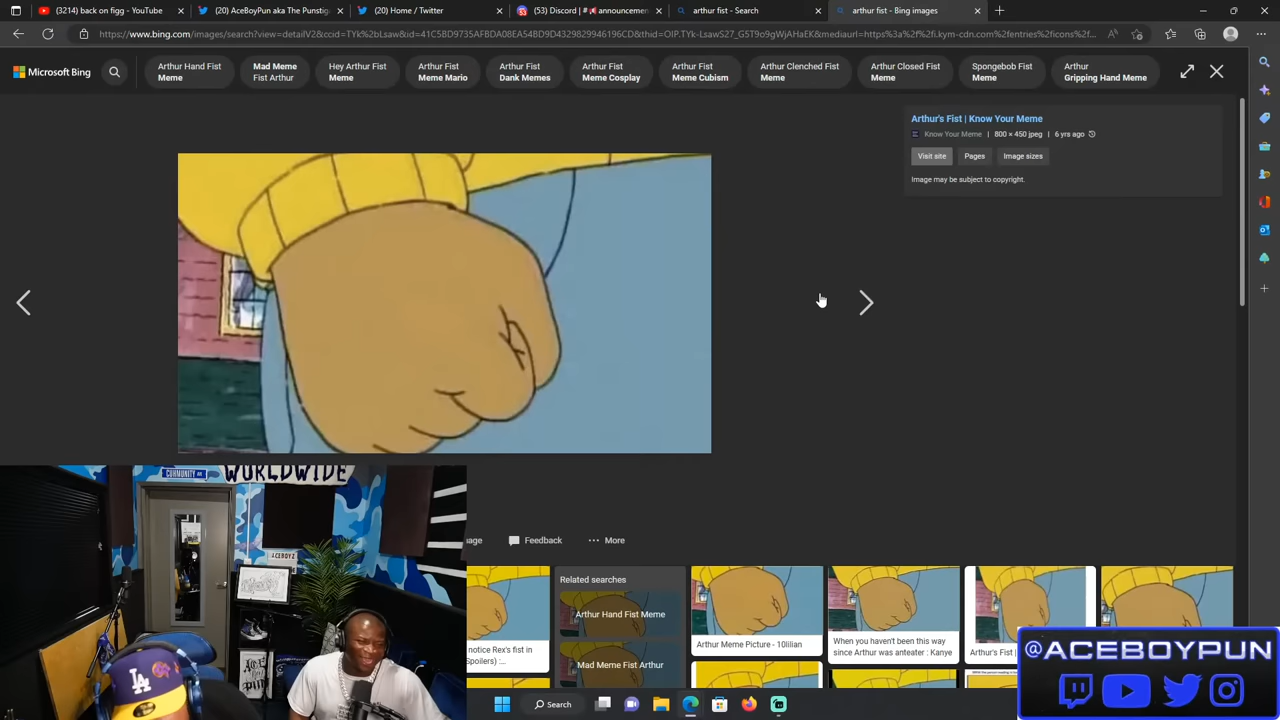 (3214) back on figg - YouTube
(20) AceBoyPun aka The Punstig
(20) Home / Twitter
(53) Discord | #📢announcemen
arthur fist - Search
arthur fist - Bing images
Microsoft Bing
Arthur Hand Fist
Meme
Mad Meme
Fist Arthur
Hey Arthur Fist
Meme
Arthur Fist
Meme Mario
Arthur Fist
Dank Memes
Arthur Fist
Meme Cosplay
Arthur Fist
Meme Cubism
Arthur Clenched Fist
Meme
Arthur Closed Fist
Meme
Spongebob Fist
Meme
Arthur
Gripping Hand Meme
Arthur's Fist | Know Your Meme
Know Your Meme | 800 × 450 jpeg | 6 yrs ago
Visit site
Pages
Image sizes
Image may be subject to copyright.
WORLDWIDE
COMMUNITY
ACEBOYZ
age
Feedback
More
Related searches
Arthur Hand Fist Meme
Mad Meme Fist Arthur
notice Rex's fist in
Spoilers) :...
Arthur Meme Picture - 10lilian
When you haven't been this way
since Arthur was anteater : Kanye
Arthur's Fist |
LA
@ACEBOYPUN
Search